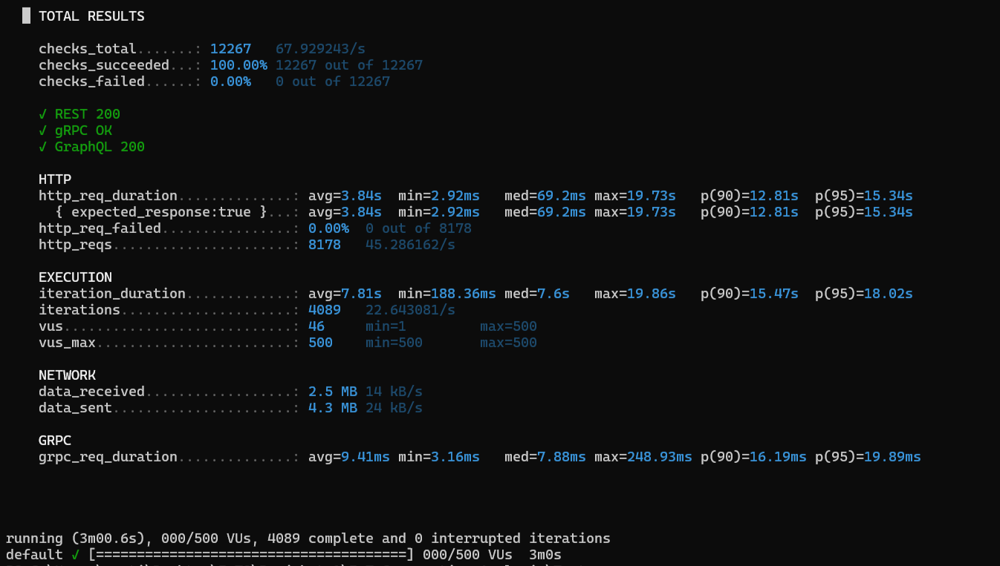 TOTAL RESULTS
checks_total.......: 12267 67.929243/s
checks_succeeded...: 100.00% 12267 out of 12267
checks_failed......: 0.00% 0 out of 12267
✓ REST 200
✓ gRPC OK
✓ GraphQL 200
HTTP
http_req_duration..............: avg=3.84s min=2.92ms med=69.2ms max=19.73s p(90)=12.81s p(95)=15.34s
{ expected_response:true }...: avg=3.84s min=2.92ms med=69.2ms max=19.73s p(90)=12.81s p(95)=15.34s
http_req_failed................: 0.00% 0 out of 8178
http_reqs......................: 8178 45.286162/s
EXECUTION
iteration_duration.............: avg=7.81s min=188.36ms med=7.6s max=19.86s p(90)=15.47s p(95)=18.02s
iterations.....................: 4089 22.643081/s
vus............................: 46 min=1 max=500
vus_max........................: 500 min=500 max=500
NETWORK
data_received..................: 2.5 MB 14 kB/s
data_sent......................: 4.3 MB 24 kB/s
GRPC
grpc_req_duration..............: avg=9.41ms min=3.16ms med=7.88ms max=248.93ms p(90)=16.19ms p(95)=19.89ms
running (3m00.6s), 000/500 VUs, 4089 complete and 0 interrupted iterations
default ✓ [======================================] 000/500 VUs 3m0s